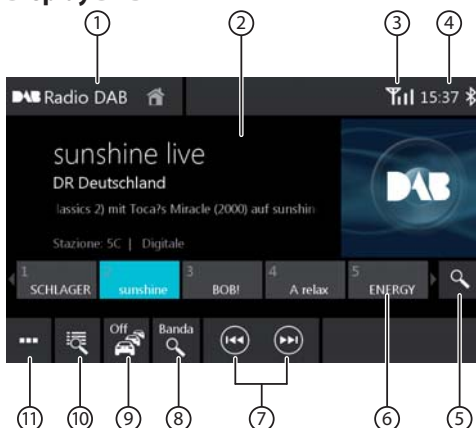 1 2 3 4
DAB Radio DAB 15:37
sunshine live
DR Deutschland
lassics 2) mit Toca?s Miracle (2000) auf sunshin
DAB
Stazione: 5C | Digitale
1 SCHLAGER sunshine 3 BOB! 4 A relax 5 ENERGY
Off Banda
11 10 9 8 7 6 5